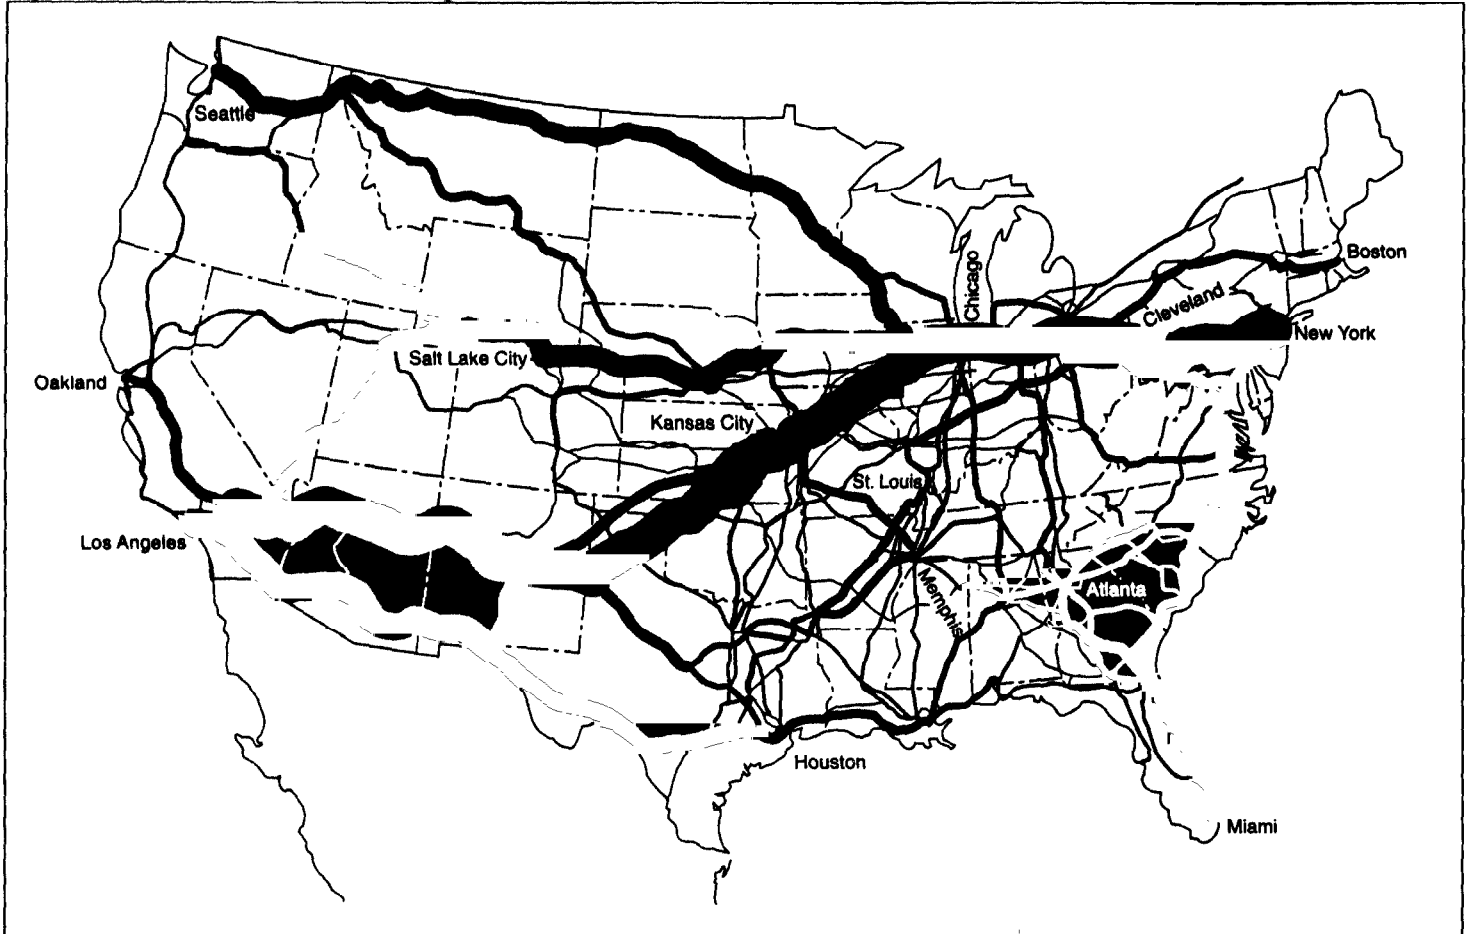 Seattle
Boston
Chicago
Cleveland
New York
Salt Lake City
Oakland
Kansas City
St. Louis
Los Angeles
Memphis
Atlanta
Houston
Miami